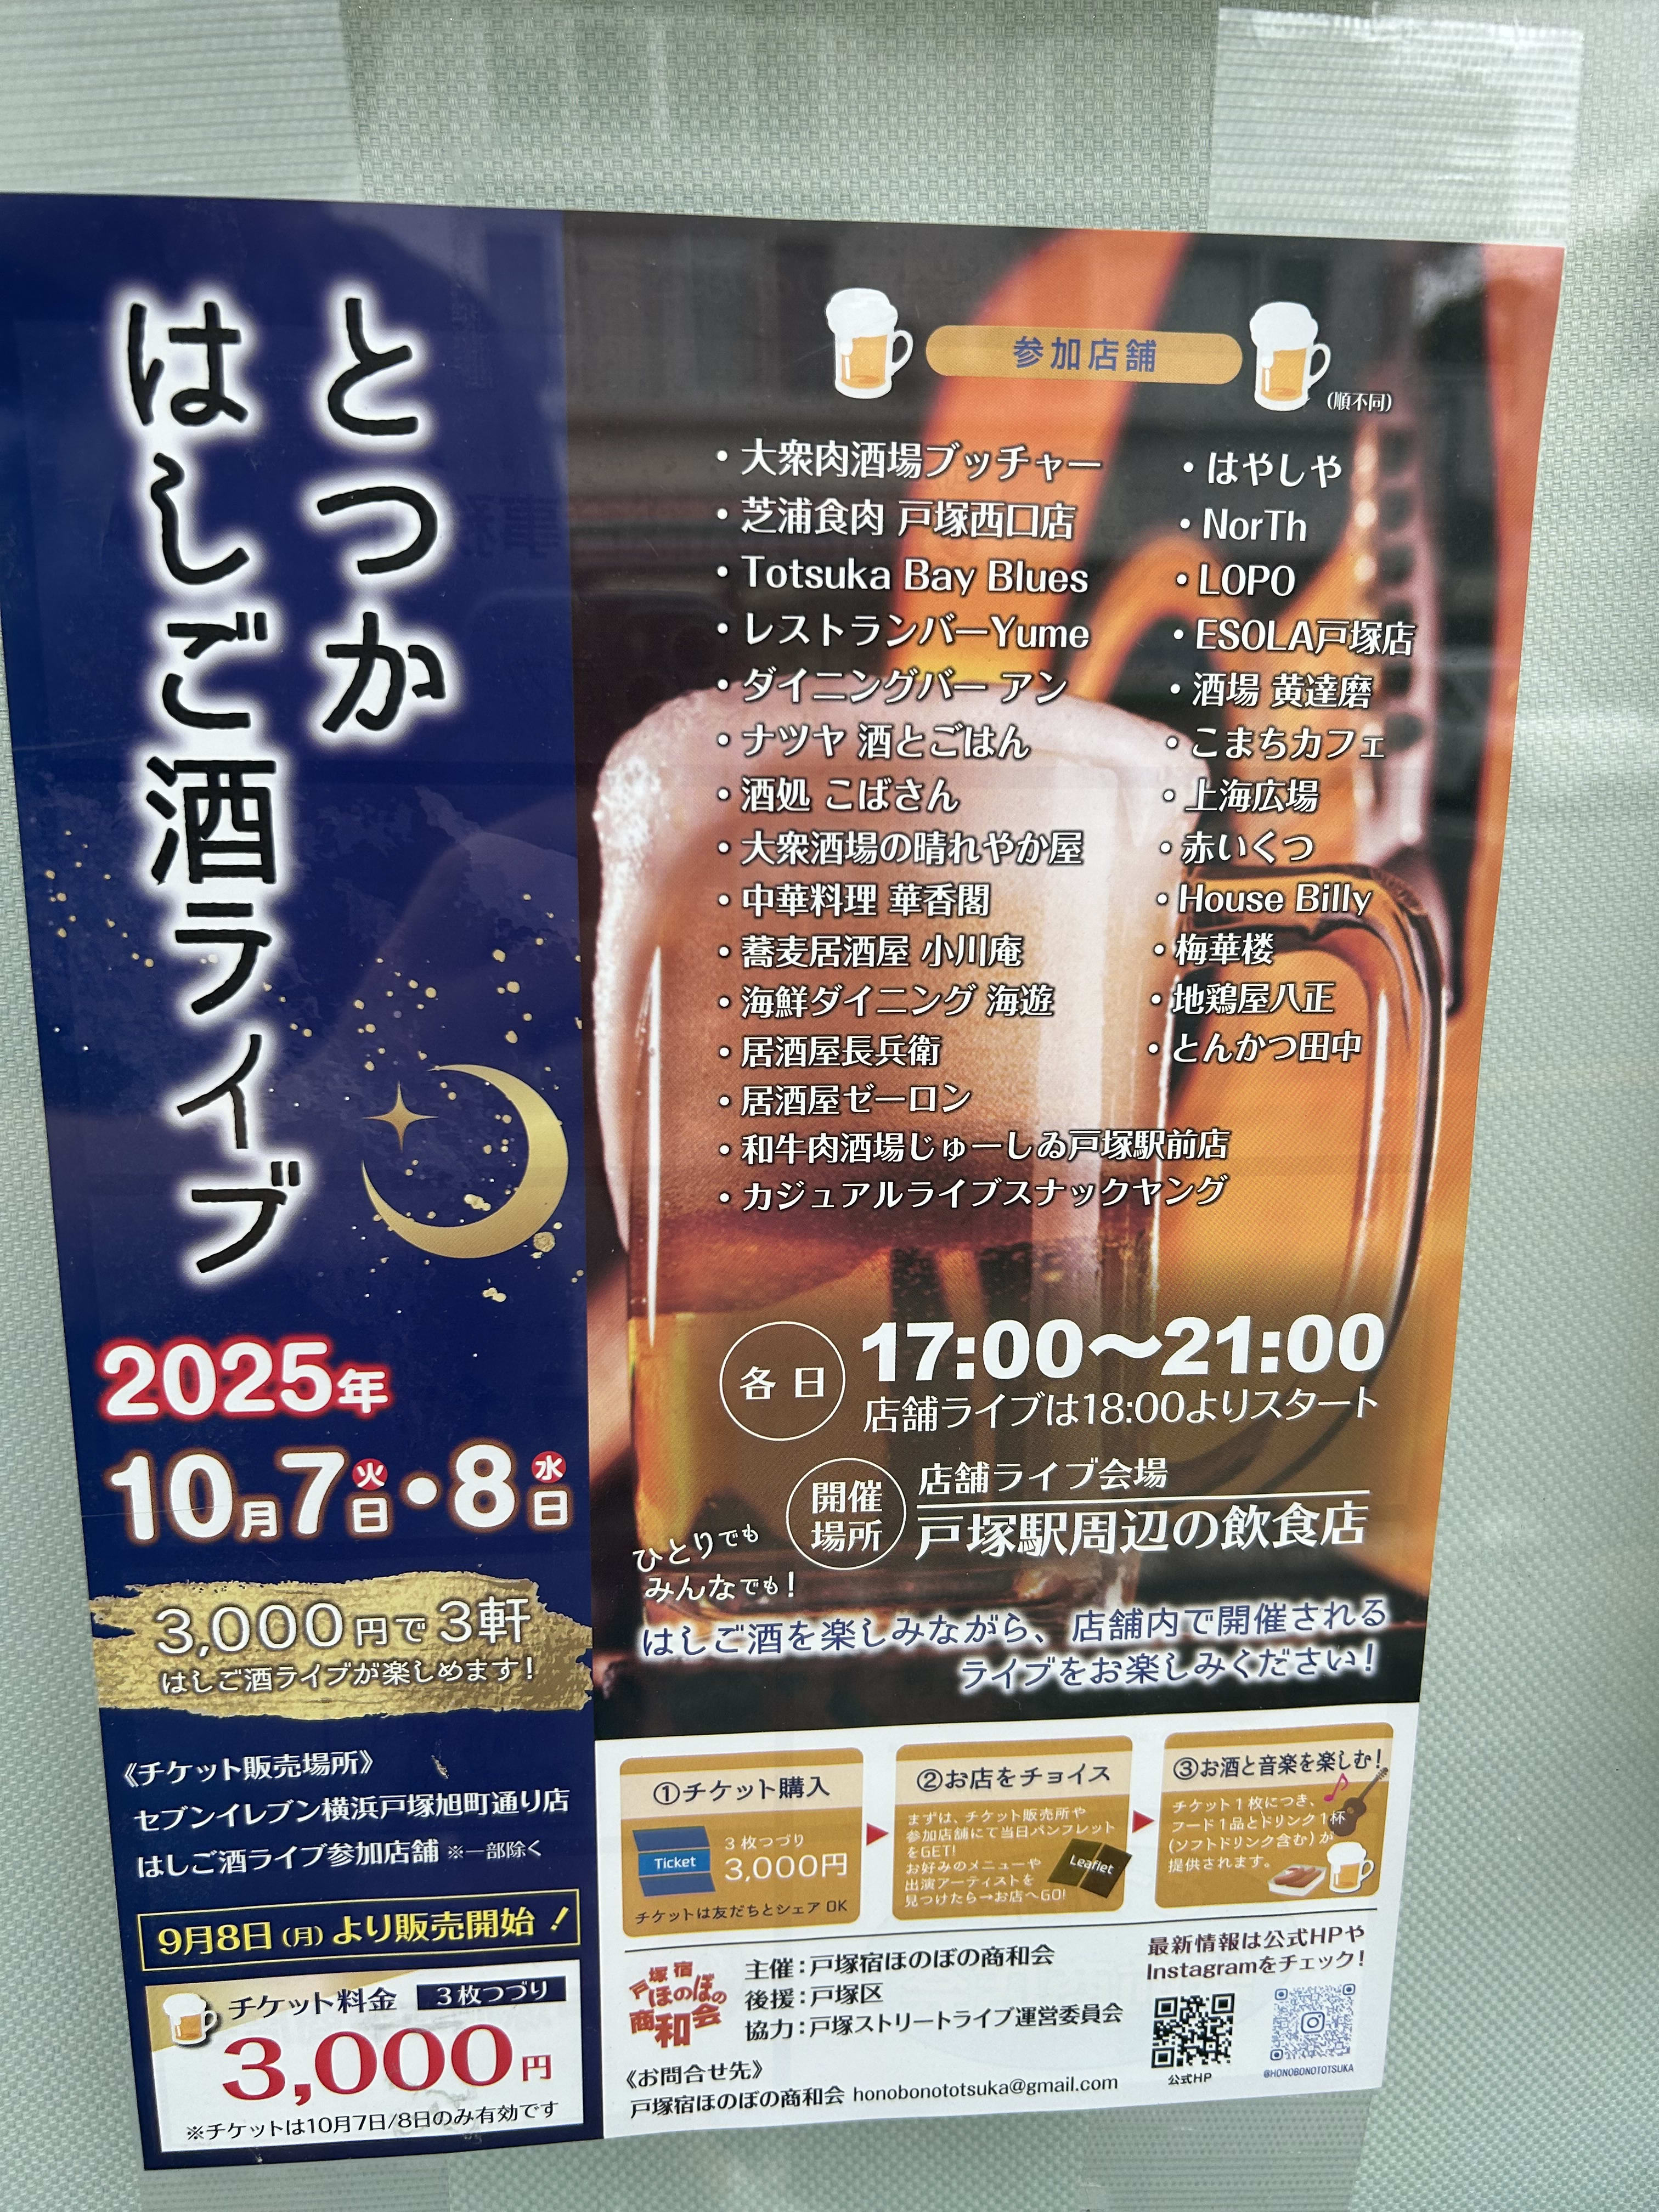 とつか
はしご酒ライブ
2025年
10月7日火・8日水
3,000円で3軒
はしご酒ライブが楽しめます!
《チケット販売場所》
セブンイレブン横浜戸塚旭町通り店
はしご酒ライブ参加店舗 ※一部除く
9月8日(月)より販売開始!
チケット料金 3枚つづり
3,000円
※チケットは10月7日/8日のみ有効です
参加店舗
(順不同)
・大衆肉酒場ブッチャー
・芝浦食肉 戸塚西口店
・Totsuka Bay Blues
・レストランバーYume
・ダイニングバー アン
・ナツヤ 酒とごはん
・酒処 こばさん
・大衆酒場の晴れやか屋
・中華料理 華香閣
・蕎麦居酒屋 小川庵
・海鮮ダイニング 海遊
・居酒屋長兵衛
・居酒屋ゼーロン
・和牛肉酒場じゅーしゐ戸塚駅前店
・カジュアルライブスナックヤング
・はやしや
・NorTh
・LOPO
・ESOLA戸塚店
・酒場 黄達磨
・こまちカフェ
・上海広場
・赤いくつ
・House Billy
・梅華楼
・地鶏屋八正
・とんかつ田中
各日 17:00〜21:00
店舗ライブは18:00よりスタート
開催場所
店舗ライブ会場
戸塚駅周辺の飲食店
ひとりでも
みんなでも!
はしご酒を楽しみながら、店舗内で開催される
ライブをお楽しみください!
①チケット購入
Ticket
3枚つづり
3,000円
チケットは友だちとシェアOK
②お店をチョイス
まずは、チケット販売所や
参加店舗にて当日パンフレット
をGET!
お好みのメニューや
出演アーティストを
見つけたら→お店へGO!
Leaflet
③お酒と音楽を楽しむ!
チケット1枚につき、
フード1品とドリンク1杯
(ソフトドリンク含む)が
提供されます。
戸塚宿
ほのぼの
商和会
主催:戸塚宿ほのぼの商和会
後援:戸塚区
協力:戸塚ストリートライブ運営委員会
《お問合せ先》
戸塚宿ほのぼの商和会 honobonototsuka@gmail.com
最新情報は公式HPや
Instagramをチェック!
公式HP
@HONOBONOTOTSUKA